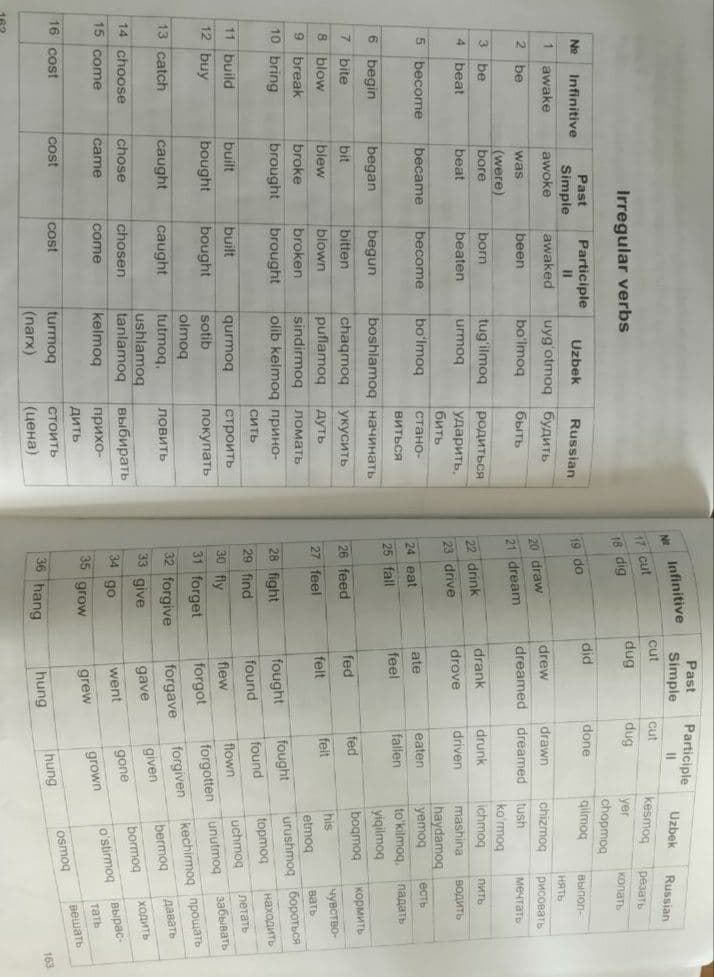 Irregular verbs
№ Infinitive Past Simple Participle II Uzbek Russian
1 awake awoke awaked uyg‘otmoq будить
2 be was (were) been bo‘lmoq быть
3 be bore born tug‘ilmoq родиться
4 beat beat beaten urmoq ударить, бить
5 become became become bo‘lmoq стано-виться
6 begin began begun boshlamoq начинать
7 bite bit bitten chaqmoq укусить
8 blow blew blown puflamoq дуть
9 break broke broken sindirmoq ломать
10 bring brought brought olib kelmoq прино-сить
11 build built built qurmoq строить
12 buy bought bought sotib olmoq покупать
13 catch caught caught tutmoq, ushlamoq ловить
14 choose chose chosen tanlamoq выбирать
15 come came come kelmoq прихо-дить
16 cost cost cost turmoq (narx) стоить (цена)
162
№ Infinitive Past Simple Participle II Uzbek Russian
17 cut cut cut kesmoq резать
18 dig dug dug yer chopmoq копать
19 do did done qilmoq выпол-нять
20 draw drew drawn chizmoq рисовать
21 dream dreamed dreamed tush ko‘rmoq мечтать
22 drink drank drunk ichmoq пить
23 drive drove driven mashina haydamoq водить
24 eat ate eaten yemoq есть
25 fall feel fallen to‘kilmoq, yiqilmoq падать
26 feed fed fed boqmoq кормить
27 feel felt felt his etmoq чувство-вать
28 fight fought fought urushmoq бороться
29 find found found topmoq находить
30 fly flew flown uchmoq летать
31 forget forgot forgotten unutmoq забывать
32 forgive forgave forgiven kechirmoq прощать
33 give gave given bermoq давать
34 go went gone bormoq ходить
35 grow grew grown o‘stirmoq вырас-тать
36 hang hung hung osmoq вешать
163